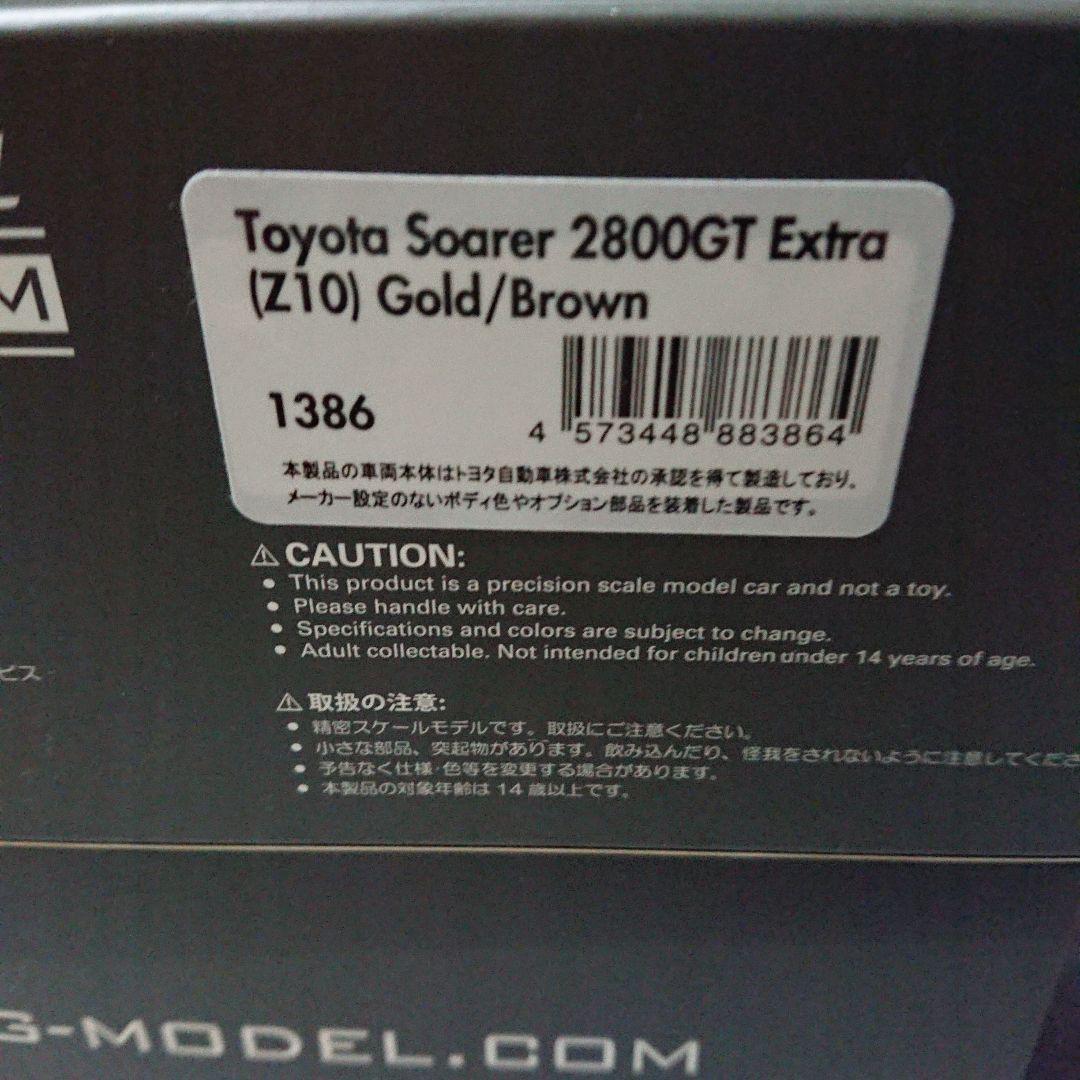 Toyota Soarer 2800GT Extra
(Z10) Gold/Brown
1386
4 573448 883864
本製品の車両本体はトヨタ自動車株式会社の承認を得て製造しており、
メーカー設定のないボディ色やオプション部品を装着した製品です。
⚠ CAUTION:
● This product is a precision scale model car and not a toy.
● Please handle with care.
● Specifications and colors are subject to change.
● Adult collectable. Not intended for children under 14 years of age.
ビス
⚠ 取扱の注意:
● 精密スケールモデルです。取扱にご注意ください。
● 小さな部品、突起物があります。飲み込んだり、怪我をされないように注意してくださ
● 予告なく仕様・色等を変更する場合があります。
● 本製品の対象年齢は 14 歳以上です。
G-MODEL.COM